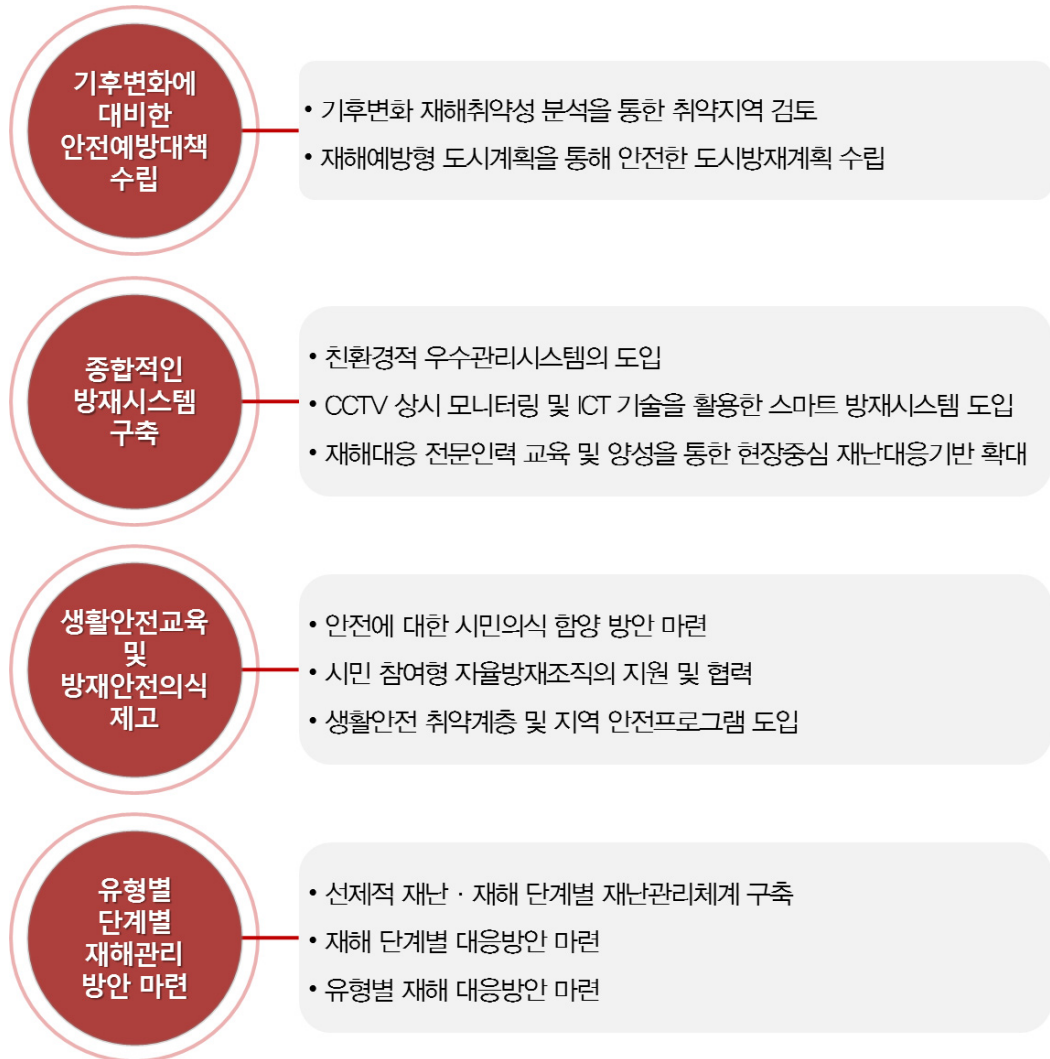 기후변화에
대비한
안전예방대책
수립
• 기후변화 재해취약성 분석을 통한 취약지역 검토
• 재해예방형 도시계획을 통해 안전한 도시방재계획 수립
종합적인
방재시스템
구축
• 친환경적 우수관리시스템의 도입
• CCTV 상시 모니터링 및 ICT 기술을 활용한 스마트 방재시스템 도입
• 재해대응 전문인력 교육 및 양성을 통한 현장중심 재난대응기반 확대
생활안전교육
및
방재안전의식
제고
• 안전에 대한 시민의식 함양 방안 마련
• 시민 참여형 자율방재조직의 지원 및 협력
• 생활안전 취약계층 및 지역 안전프로그램 도입
유형별
단계별
재해관리
방안 마련
• 선제적 재난 · 재해 단계별 재난관리체계 구축
• 재해 단계별 대응방안 마련
• 유형별 재해 대응방안 마련